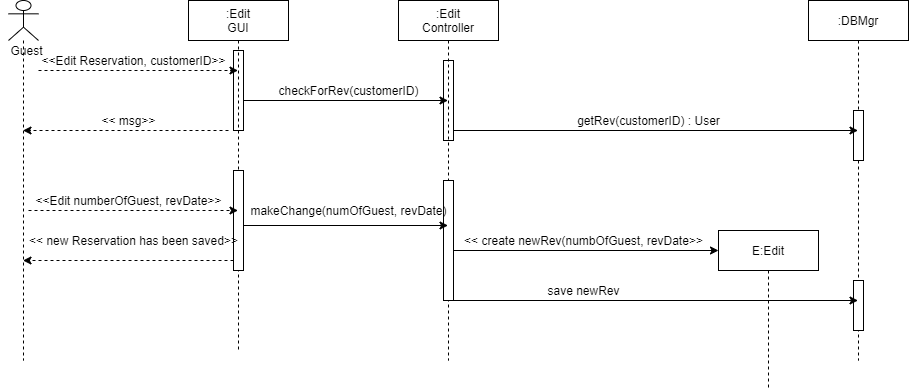 :Edit
GUI
:Edit
Controller
:DBMgr
Guest
<<Edit Reservation, customerID>>
checkForRev(customerID)
<< msg>>
getRev(customerID) : User
<<Edit numberOfGuest, revDate>>
makeChange(numOfGuest, revDate)
<< new Reservation has been saved>>
<< create newRev(numbOfGuest, revDate>>
E:Edit
save newRev